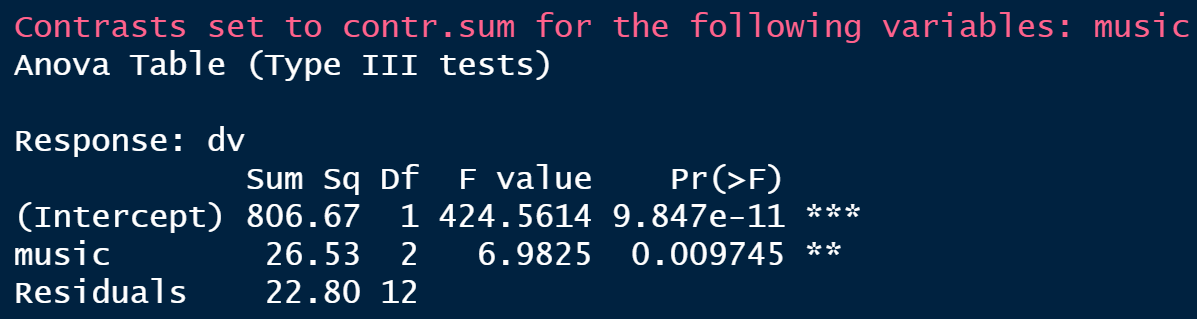 Contrasts set to contr.sum for the following variables: music
Anova Table (Type III tests)
Response: dv
Sum Sq Df F value Pr(>F)
(Intercept) 806.67 1 424.5614 9.847e-11 ***
music 26.53 2 6.9825 0.009745 **
Residuals 22.80 12